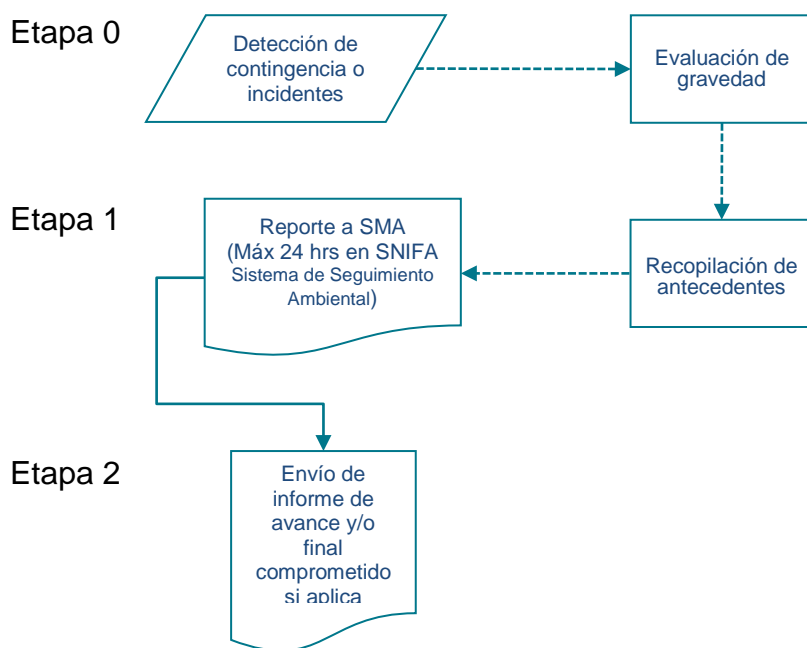 Etapa 0
Detección de
contingencia o
incidentes
Evaluación de
gravedad
Etapa 1
Reporte a SMA
(Máx 24 hrs en SNIFA
Sistema de Seguimiento
Ambiental)
Recopilación de
antecedentes
Etapa 2
Envío de
informe de
avance y/o
final
comprometido
si aplica